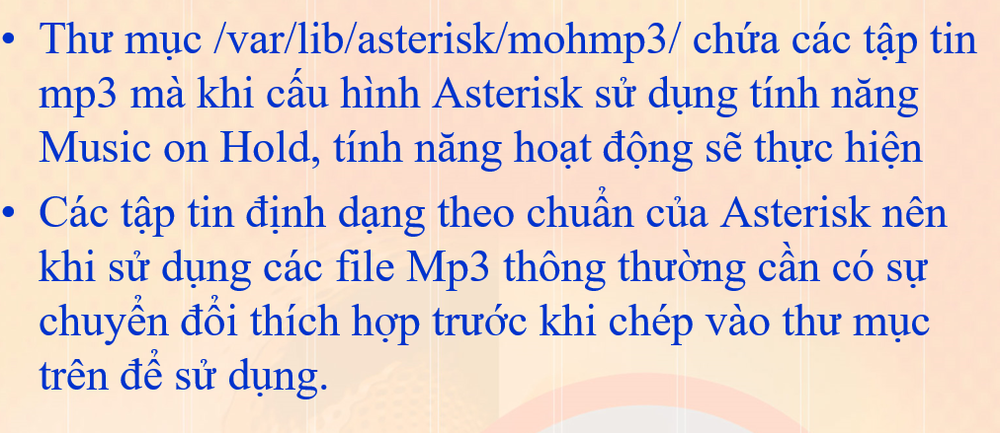 • Thư mục /var/lib/asterisk/mohmp3/ chứa các tập tin
mp3 mà khi cấu hình Asterisk sử dụng tính năng
Music on Hold, tính năng hoạt động sẽ thực hiện
• Các tập tin định dạng theo chuẩn của Asterisk nên
khi sử dụng các file Mp3 thông thường cần có sự
chuyển đổi thích hợp trước khi chép vào thư mục
trên để sử dụng.